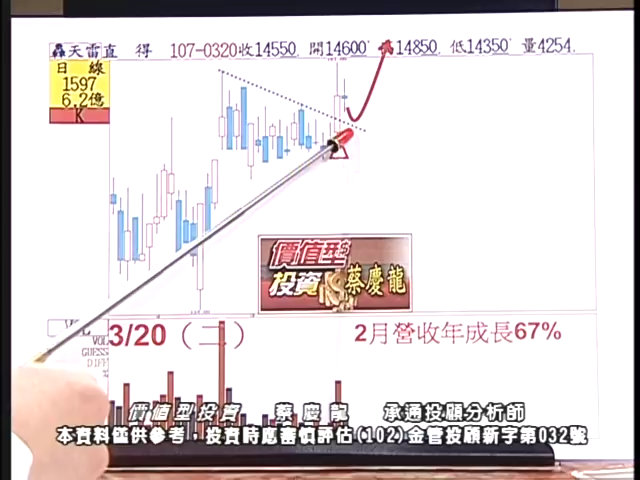 天雷直 得 107-0320收14550 開14600 高14850 低14350 量4254
日 線
1597
6.2億
K
價值型
投資 蔡慶龍
VOL
VOL
GUESS
DIFF
3/20（二）
2月營收年成長67%
價值型投資 蔡慶龍 承通投顧分析師
本資料僅供參考，投資時應審慎評估(102)金管投顧新字第032號